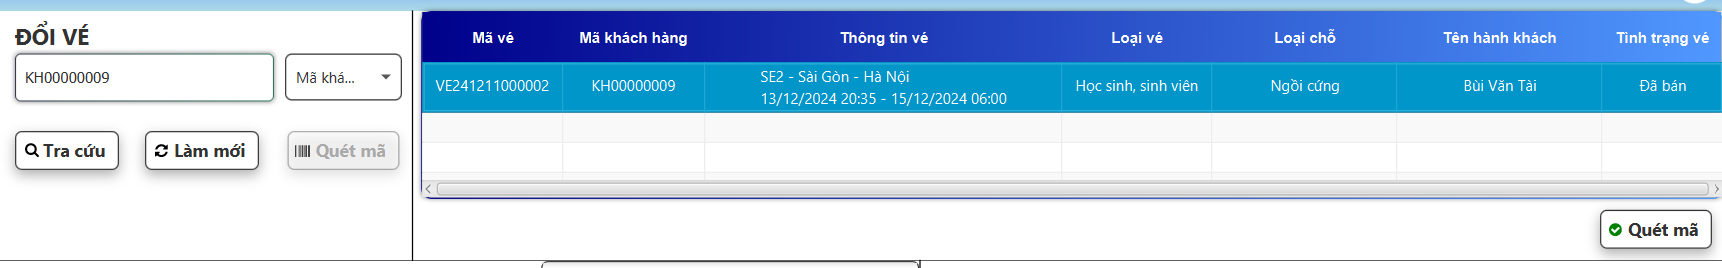 ĐỔI VÉ
KH00000009
Mã khá...
Tra cứu
Làm mới
Quét mã
Mã vé Mã khách hàng Thông tin vé Loại vé Loại chỗ Tên hành khách Tình trạng vé
VE241211000002 KH00000009 SE2 - Sài Gòn - Hà Nội Học sinh, sinh viên Ngồi cứng Bùi Văn Tài Đã bán
13/12/2024 20:35 - 15/12/2024 06:00
Quét mã